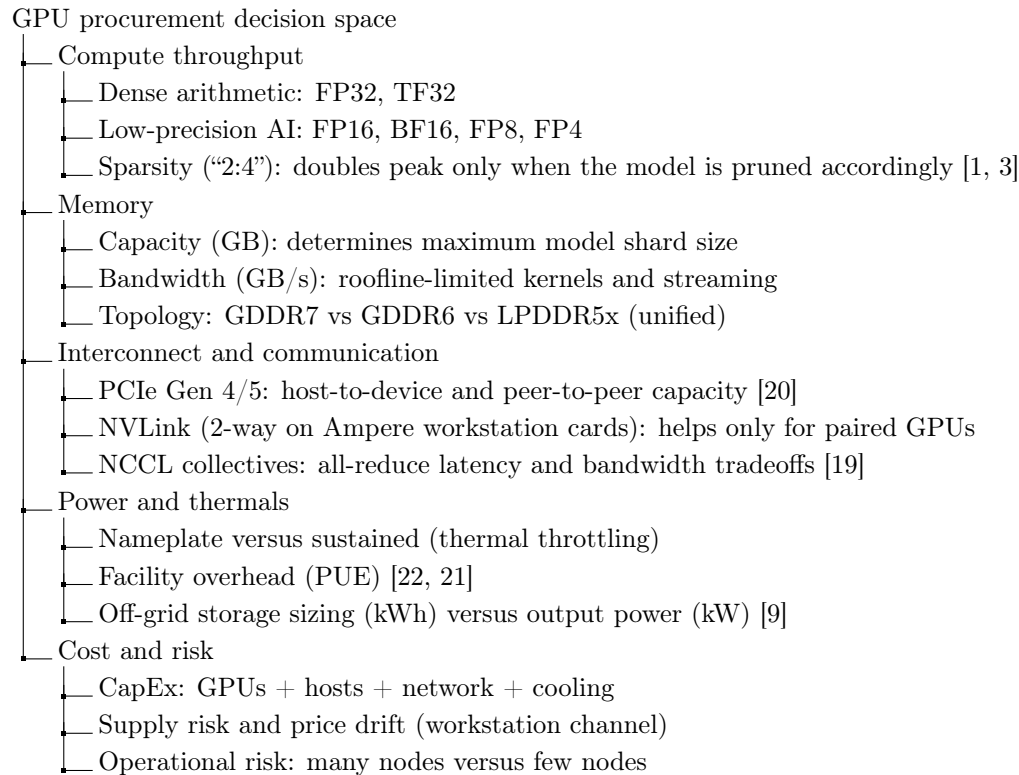 GPU procurement decision space
Compute throughput
Dense arithmetic: FP32, TF32
Low-precision AI: FP16, BF16, FP8, FP4
Sparsity (“2:4”): doubles peak only when the model is pruned accordingly [1, 3]
Memory
Capacity (GB): determines maximum model shard size
Bandwidth (GB/s): roofline-limited kernels and streaming
Topology: GDDR7 vs GDDR6 vs LPDDR5x (unified)
Interconnect and communication
PCIe Gen 4/5: host-to-device and peer-to-peer capacity [20]
NVLink (2-way on Ampere workstation cards): helps only for paired GPUs
NCCL collectives: all-reduce latency and bandwidth tradeoffs [19]
Power and thermals
Nameplate versus sustained (thermal throttling)
Facility overhead (PUE) [22, 21]
Off-grid storage sizing (kWh) versus output power (kW) [9]
Cost and risk
CapEx: GPUs + hosts + network + cooling
Supply risk and price drift (workstation channel)
Operational risk: many nodes versus few nodes